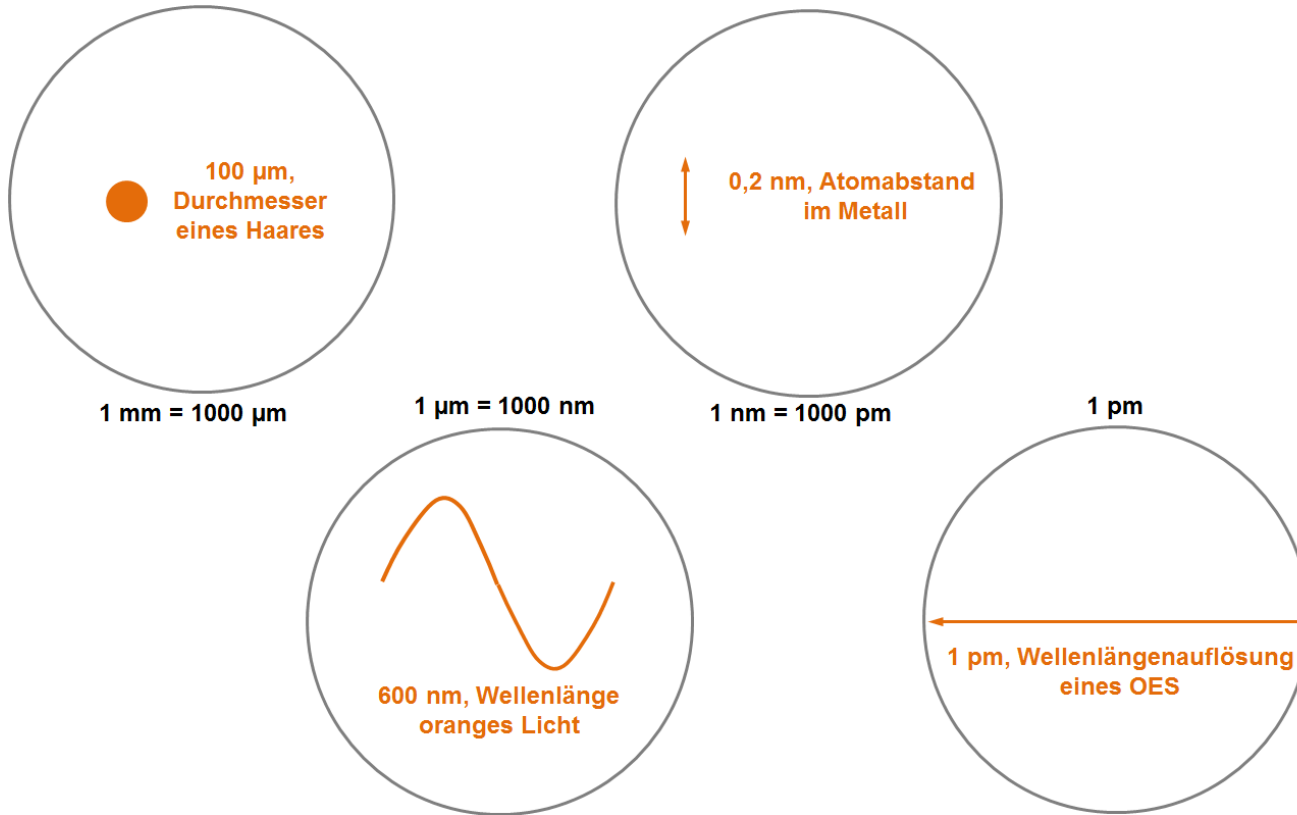 100 µm,
Durchmesser
eines Haares
1 mm = 1000 µm
1 µm = 1000 nm
600 nm, Wellenlänge
oranges Licht
0,2 nm, Atomabstand
im Metall
1 nm = 1000 pm
1 pm
1 pm, Wellenlängenauflösung
eines OES